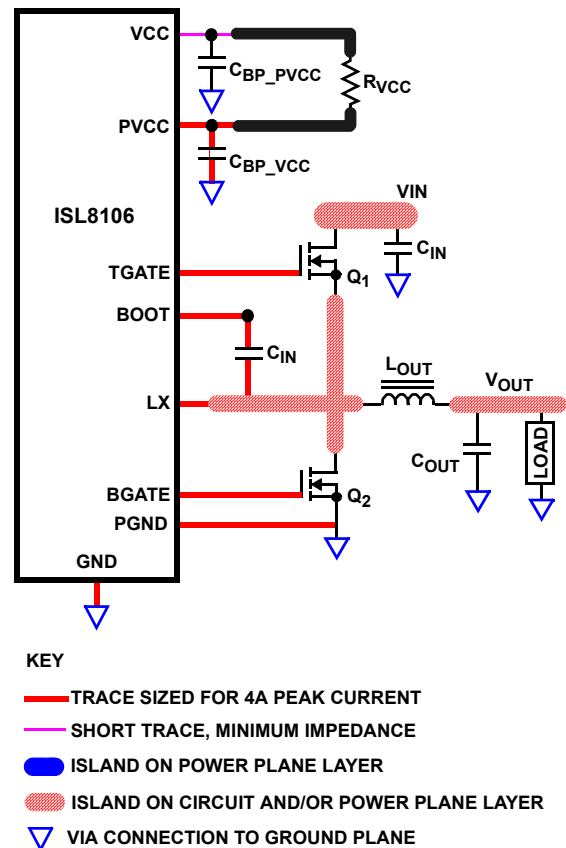 VCC
CBP_PVCC
RVCC
PVCC
CBP_VCC
ISL8106
VIN
CIN
TGATE
Q1
BOOT
CIN
LOUT
VOUT
LX
COUT
LOAD
BGATE
Q2
PGND
GND
KEY
TRACE SIZED FOR 4A PEAK CURRENT
SHORT TRACE, MINIMUM IMPEDANCE
ISLAND ON POWER PLANE LAYER
ISLAND ON CIRCUIT AND/OR POWER PLANE LAYER
VIA CONNECTION TO GROUND PLANE